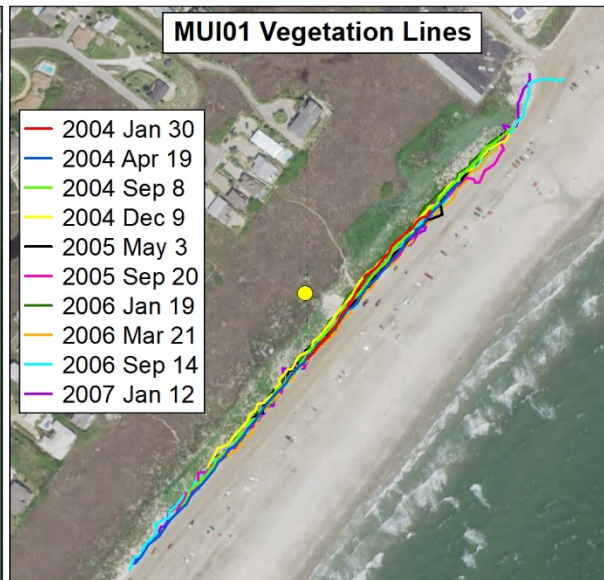 MUI01 Vegetation Lines
2004 Jan 30
2004 Apr 19
2004 Sep 8
2004 Dec 9
2005 May 3
2005 Sep 20
2006 Jan 19
2006 Mar 21
2006 Sep 14
2007 Jan 12